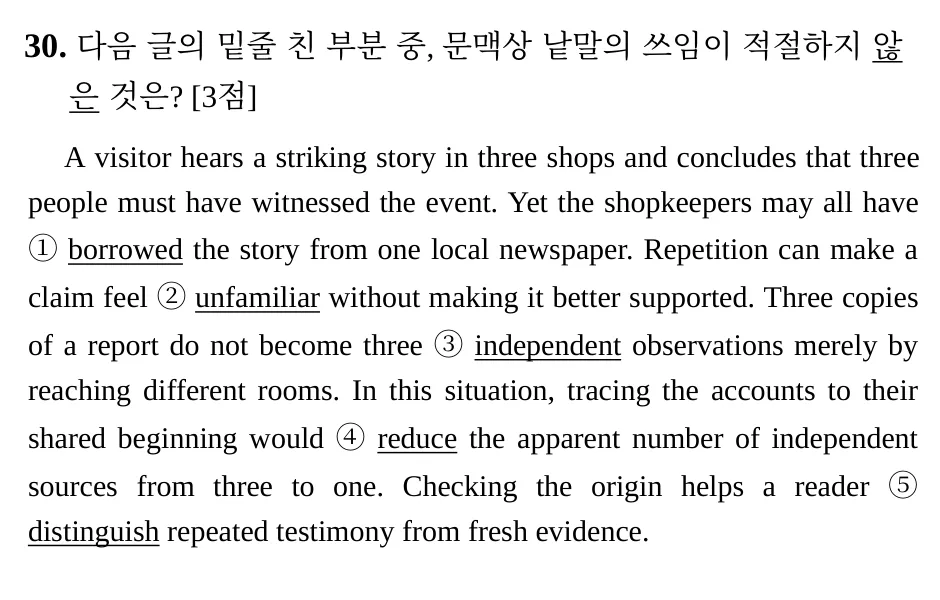 30. 다음 글의 밑줄 친 부분 중, 문맥상 낱말의 쓰임이 적절하지 않
은 것은? [3점]
A visitor hears a striking story in three shops and concludes that three
people must have witnessed the event. Yet the shopkeepers may all have
① borrowed the story from one local newspaper. Repetition can make a
claim feel ② unfamiliar without making it better supported. Three copies
of a report do not become three ③ independent observations merely by
reaching different rooms. In this situation, tracing the accounts to their
shared beginning would ④ reduce the apparent number of independent
sources from three to one. Checking the origin helps a reader ⑤
distinguish repeated testimony from fresh evidence.